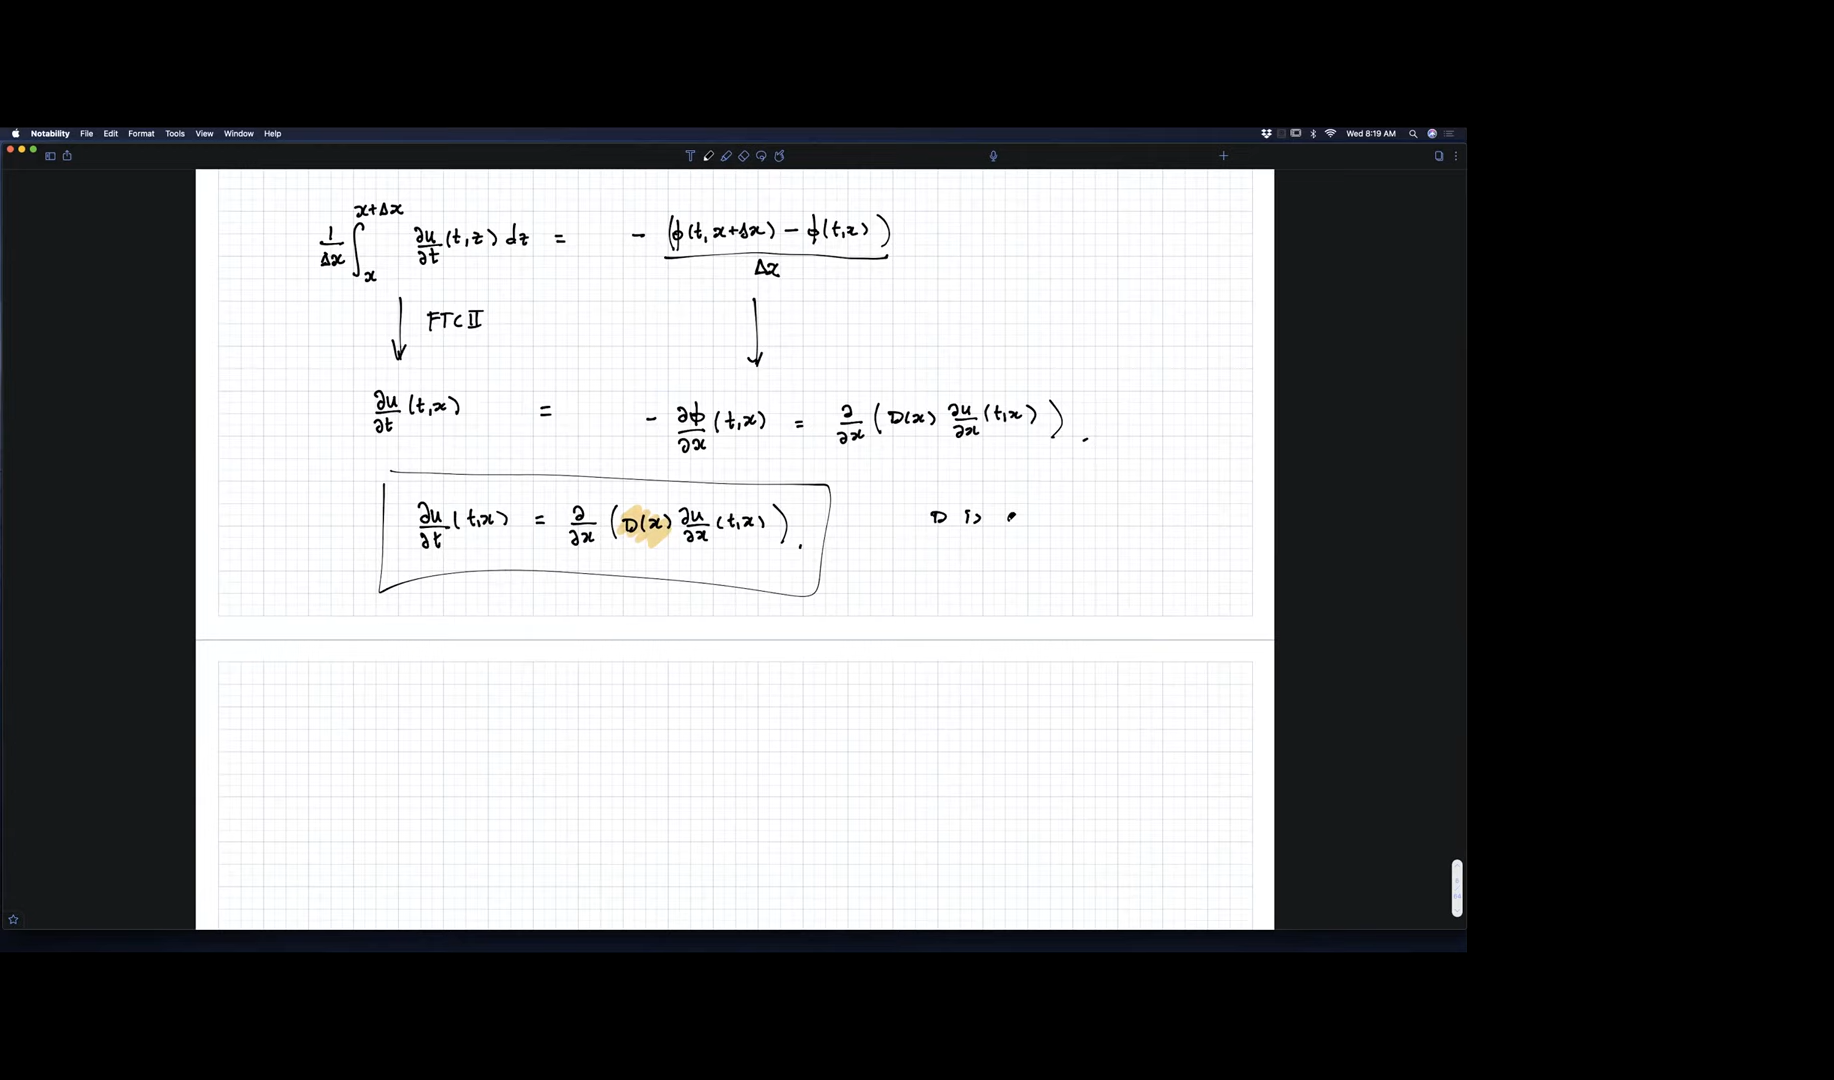 Notability File Edit Format Tools View Window Help Wed 8:19 AM
1/Δx ∫_x^{x+Δx} ∂u/∂t (t,z) dz = - (ϕ(t, x+Δx) - ϕ(t,x))/Δx
FTC II
∂u/∂t (t,x) = - ∂ϕ/∂x (t,x) = ∂/∂x (D(x) ∂u/∂x (t,x)).
∂u/∂t (t,x) = ∂/∂x (D(x) ∂u/∂x (t,x)). D is